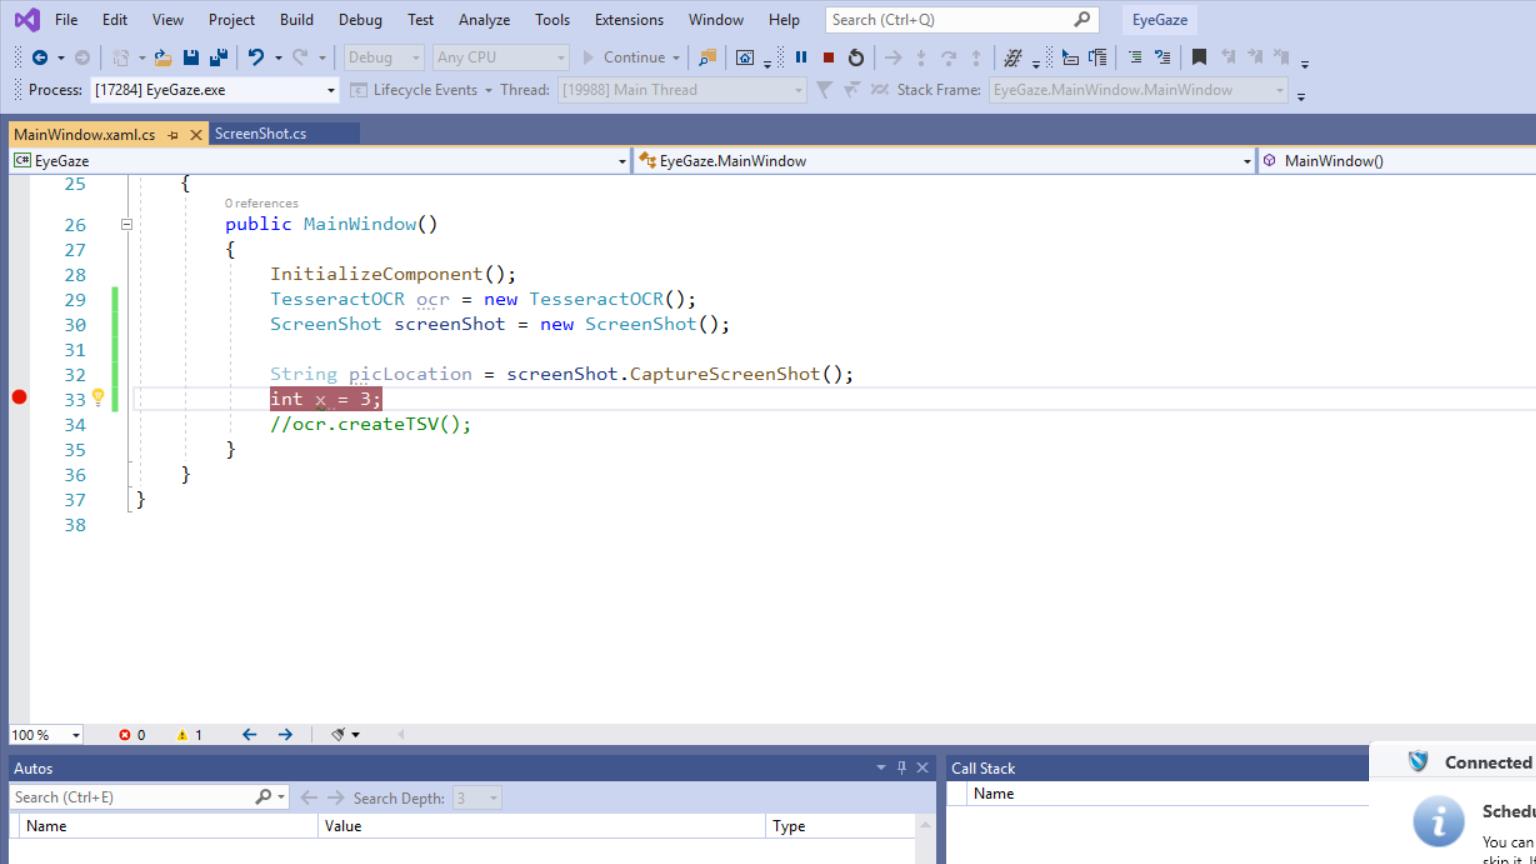 File Edit View Project Build Debug Test Analyze Tools Extensions Window Help Search (Ctrl+Q) EyeGaze
Debug Any CPU Continue
Process: [17284] EyeGaze.exe Lifecycle Events Thread: [19988] Main Thread Stack Frame: EyeGaze.MainWindow.MainWindow
MainWindow.xaml.cs ScreenShot.cs
C# EyeGaze EyeGaze.MainWindow MainWindow()
25 {
0 references
26 public MainWindow()
27 {
28 InitializeComponent();
29 TesseractOCR ocr = new TesseractOCR();
30 ScreenShot screenShot = new ScreenShot();
31
32 String picLocation = screenShot.CaptureScreenShot();
33 int x = 3;
34 //ocr.createTSV();
35 }
36 }
37 }
38
100 % 0 1
Autos Call Stack Connected
Search (Ctrl+E) Search Depth: 3 Name
Name Value Type
Schedu
You can
skip it. I